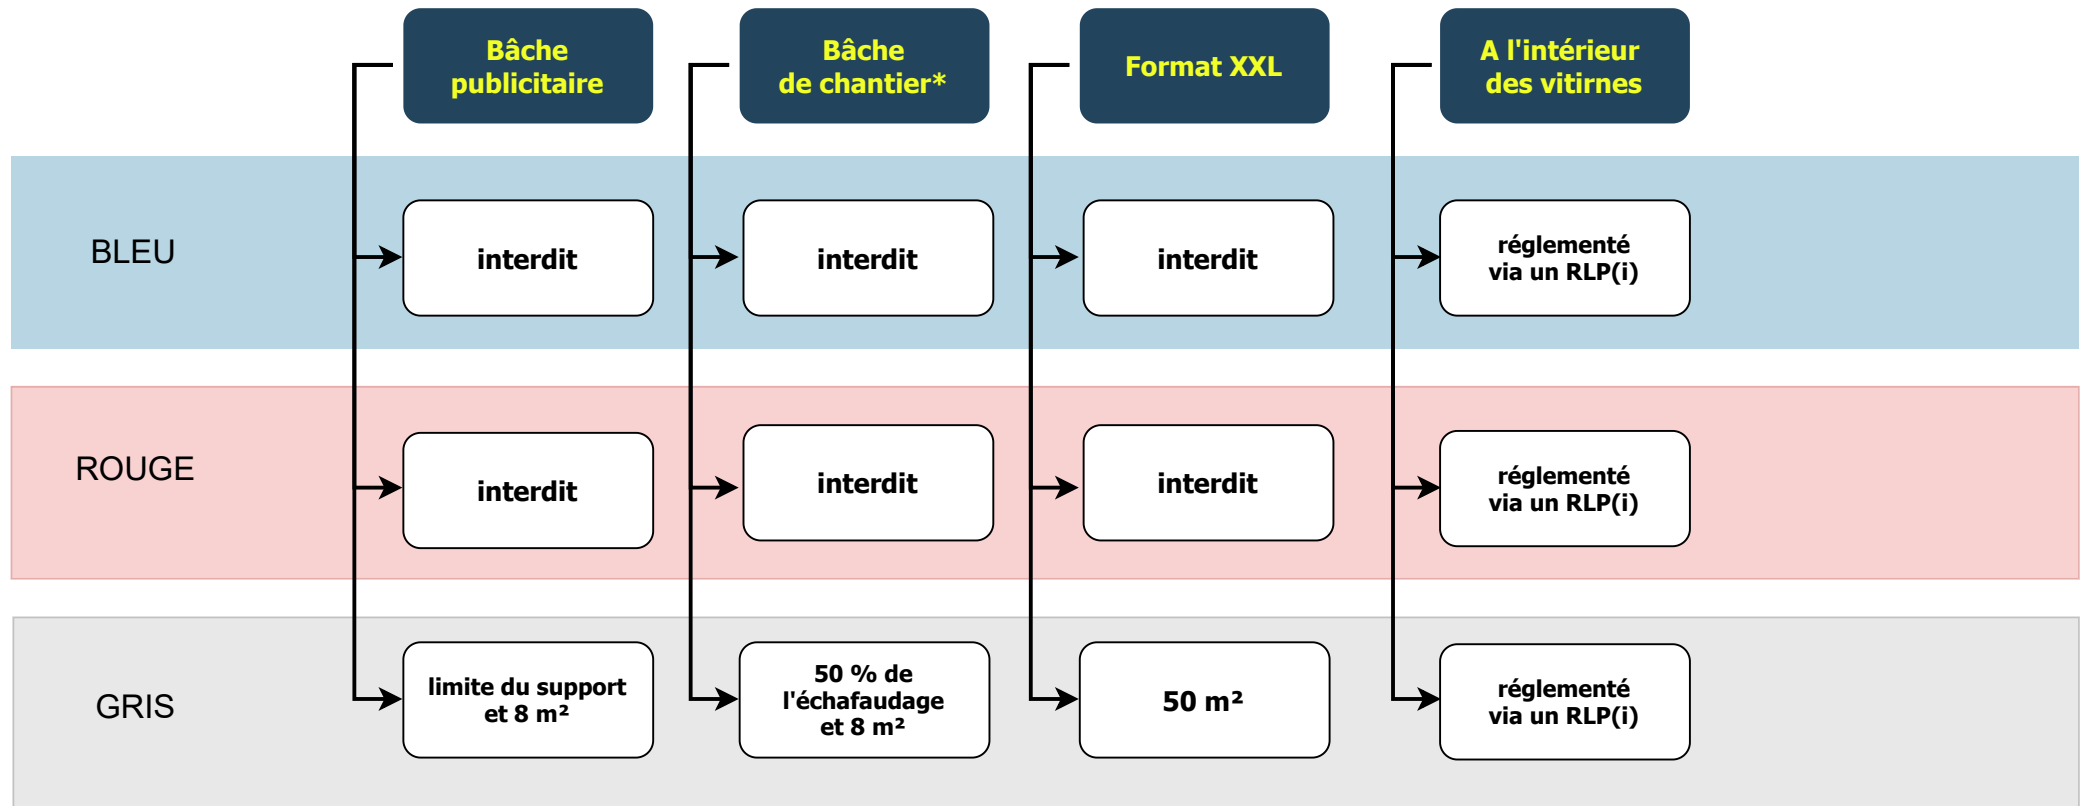 Bâche
publicitaire
Bâche
de chantier*
Format XXL
A l'intérieur
des vitirnes
BLEU
interdit
interdit
interdit
réglementé
via un RLP(i)
ROUGE
interdit
interdit
interdit
réglementé
via un RLP(i)
GRIS
limite du support
et 8 m²
50 % de
l'échafaudage
et 8 m²
50 m²
réglementé
via un RLP(i)